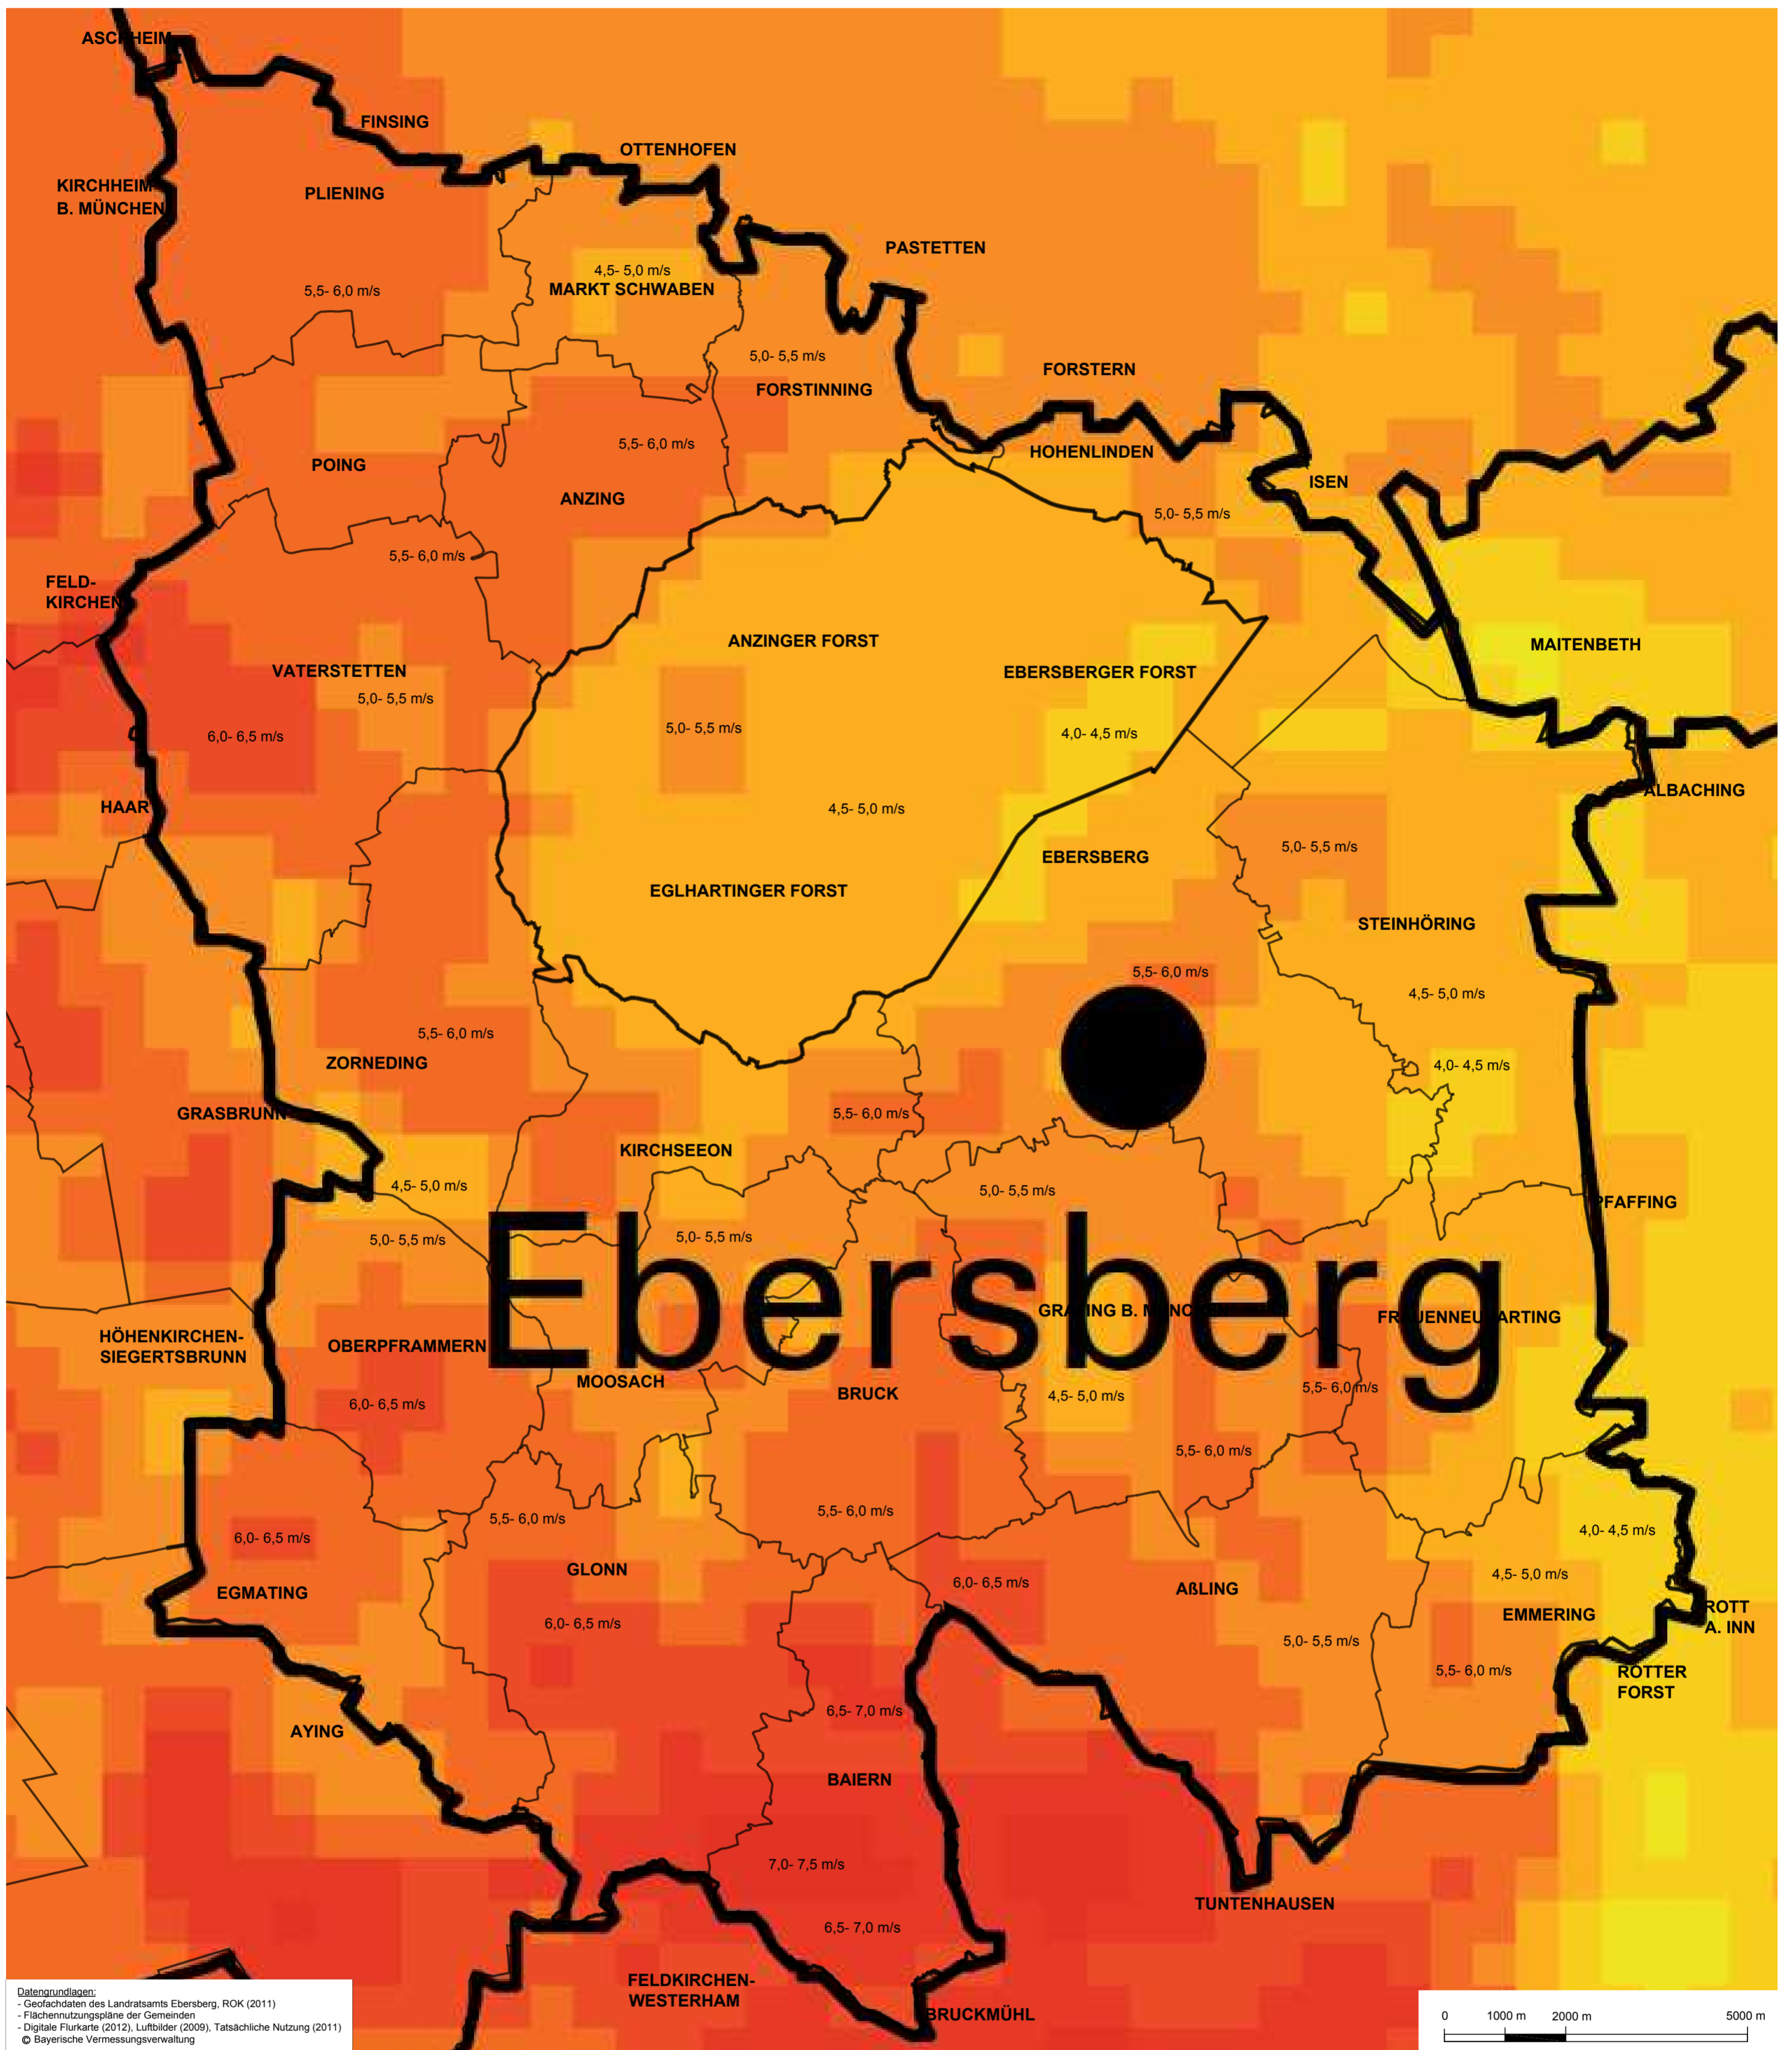 ASCHHEIM
FINSING
OTTENHOFEN
KIRCHHEIM
B. MÜNCHEN
PLIENING
PASTETTEN
4,5- 5,0 m/s
MARKT SCHWABEN
5,5- 6,0 m/s
5,0- 5,5 m/s
FORSTINNING
FORSTERN
5,5- 6,0 m/s
HOHENLINDEN
POING
ISEN
ANZING
5,0- 5,5 m/s
5,5- 6,0 m/s
FELD-
KIRCHEN
ANZINGER FORST
MAITENBETH
VATERSTETTEN
EBERSBERGER FORST
5,0- 5,5 m/s
6,0- 6,5 m/s
5,0- 5,5 m/s
4,0- 4,5 m/s
ALBACHING
HAAR
4,5- 5,0 m/s
5,0- 5,5 m/s
EBERSBERG
EGLHARTINGER FORST
STEINHÖRING
5,5- 6,0 m/s
4,5- 5,0 m/s
5,5- 6,0 m/s
ZORNEDING
4,0- 4,5 m/s
GRASBRUNN
5,5- 6,0 m/s
KIRCHSEEON
4,5- 5,0 m/s
5,0- 5,5 m/s
PFAFFING
5,0- 5,5 m/s
5,0- 5,5 m/s
Ebersberg
HÖHENKIRCHEN-
SIEGERTSBRUNN
OBERPFRAMMERN
MOOSACH
BRUCK
5,5- 6,0 m/s
4,5- 5,0 m/s
6,0- 6,5 m/s
5,5- 6,0 m/s
5,5- 6,0 m/s
5,5- 6,0 m/s
4,0- 4,5 m/s
6,0- 6,5 m/s
GLONN
4,5- 5,0 m/s
6,0- 6,5 m/s
EGMATING
AßLING
ROTT
A. INN
EMMERING
6,0- 6,5 m/s
5,0- 5,5 m/s
5,5- 6,0 m/s
ROTTER
FORST
6,5- 7,0 m/s
AYING
BAIERN
7,0- 7,5 m/s
TUNTENHAUSEN
6,5- 7,0 m/s
FELDKIRCHEN-
WESTERHAM
BRUCKMÜHL
Datengrundlagen:
- Geofachdaten des Landratsamts Ebersberg, ROK (2011)
- Flächennutzungspläne der Gemeinden
- Digitale Flurkarte (2012), Luftbilder (2009), Tatsächliche Nutzung (2011)
© Bayerische Vermessungsverwaltung
0 1000 m 2000 m 5000 m